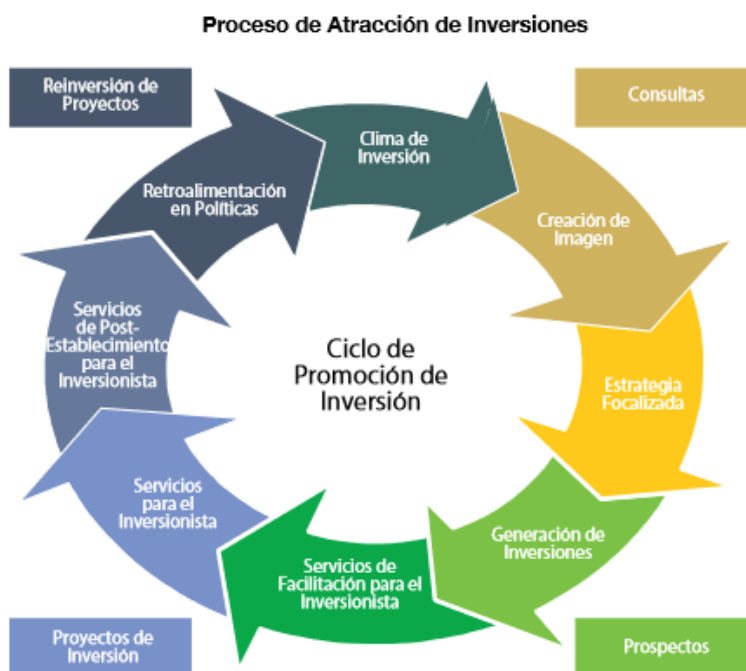 Proceso de Atracción de Inversiones
Reinversión de
Proyectos
Consultas
Clima de
Inversión
Retroalimentación
en Políticas
Creación de
Imagen
Servicios
de Post-
Establecimiento
para el
Inversionista
Ciclo de
Promoción de
Inversión
Estrategia
Focalizada
Servicios
para el
Inversionista
Generación de
Inversiones
Servicios de
Facilitación para el
Inversionista
Proyectos de
Inversión
Prospectos